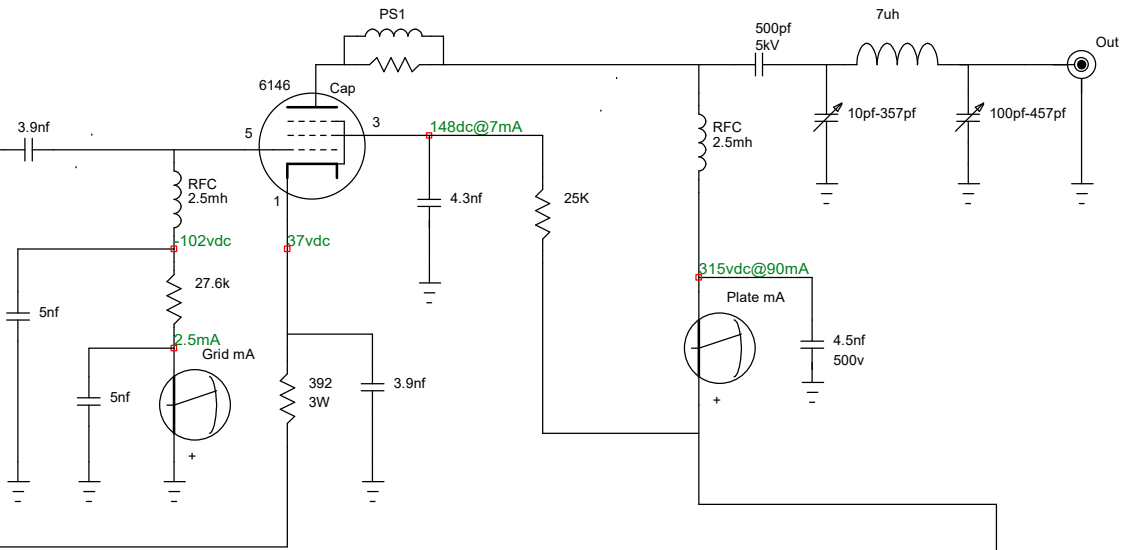 PS1
7uh
500pf
5kV
Out
6146
Cap
3.9nf
5
3
148dc@7mA
10pf-357pf
100pf-457pf
RFC
2.5mh
RFC
2.5mh
1
4.3nf
25K
-102vdc
37vdc
315vdc@90mA
27.6k
Plate mA
5nf
2.5mA
Grid mA
4.5nf
500v
392
3W
3.9nf
5nf
+
+